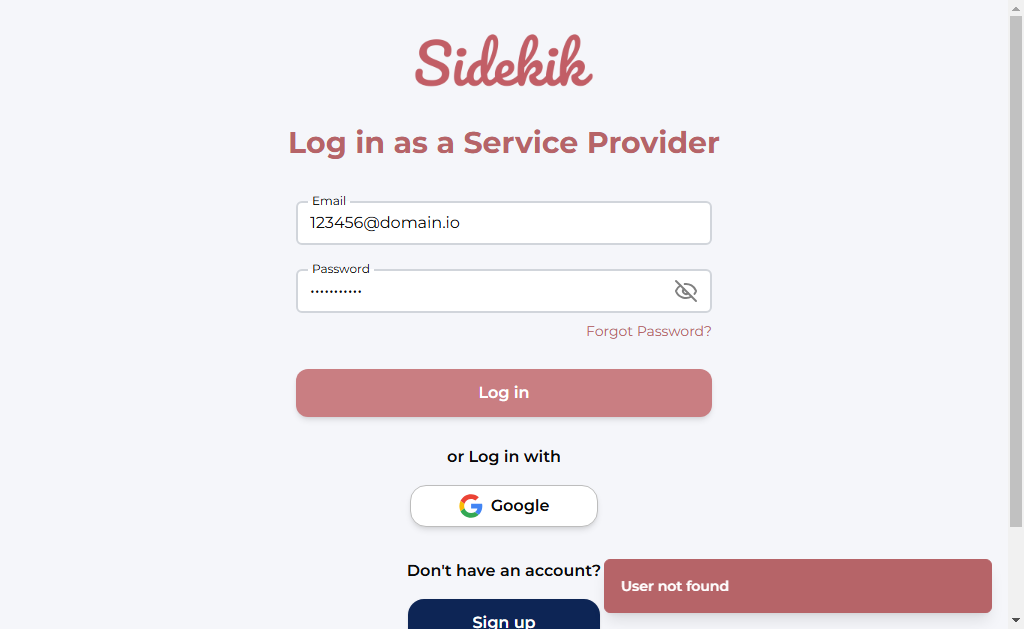 Sidekik
Log in as a Service Provider
Email
123456@domain.io
Password
•••••••••••
Forgot Password?
Log in
or Log in with
Google
Don't have an account?
User not found
Sign up